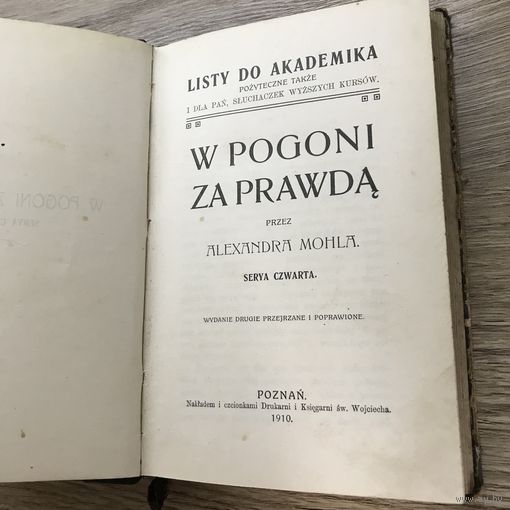 LISTY DO AKADEMIKA
POŻYTECZNE TAKŻE
I DLA PAŃ, SŁUCHACZEK WYŻSZYCH KURSÓW.
W POGONI
ZA PRAWDĄ
PRZEZ
ALEXANDRA MOHLA.
SERYA CZWARTA.
WYDANIE DRUGIE PRZEJRZANE I POPRAWIONE.
POZNAŃ.
Nakładem i czcionkami Drukarni i Księgarni św. Wojciecha.
1910.